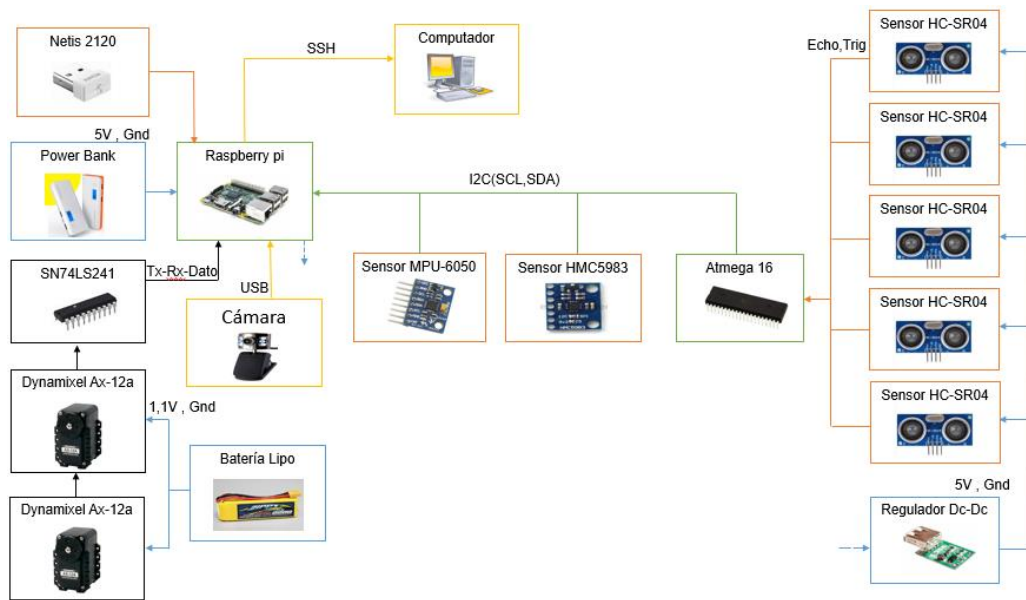 Netis 2120
SSH
Computador
Echo,Trig
Sensor HC-SR04
5V , Gnd
Power Bank
Raspberry pi
Sensor HC-SR04
I2C(SCL,SDA)
Sensor HC-SR04
SN74LS241
Tx-Rx-Dato
Sensor MPU-6050
Sensor HMC5983
Atmega 16
USB
Cámara
Sensor HC-SR04
Dynamixel Ax-12a
1,1V , Gnd
Sensor HC-SR04
Batería Lipo
5V , Gnd
Dynamixel Ax-12a
Regulador Dc-Dc